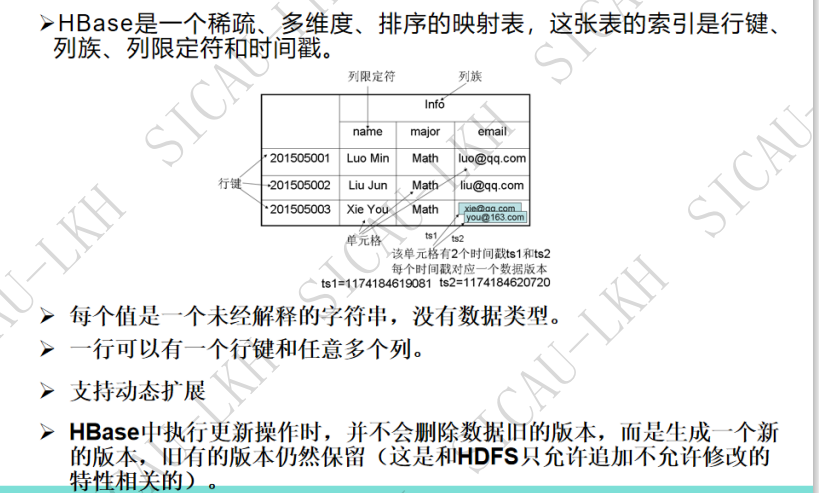 ➢HBase是一个稀疏、多维度、排序的映射表，这张表的索引是行键、
列族、列限定符和时间戳。
列限定符 列族
Info
name major email
201505001 Luo Min Math luo@qq.com
行键 201505002 Liu Jun Math liu@qq.com
201505003 Xie You Math xie@qq.com
you@163.com
单元格 ts1 ts2
该单元格有2个时间戳ts1和ts2
每个时间戳对应一个数据版本
ts1=1174184619081 ts2=1174184620720
➢ 每个值是一个未经解释的字符串，没有数据类型。
➢ 一行可以有一个行键和任意多个列。
➢ 支持动态扩展
➢ HBase中执行更新操作时，并不会删除数据旧的版本，而是生成一个新
的版本，旧有的版本仍然保留（这是和HDFS只允许追加不允许修改的
特性相关的）。
SICAU-LKH